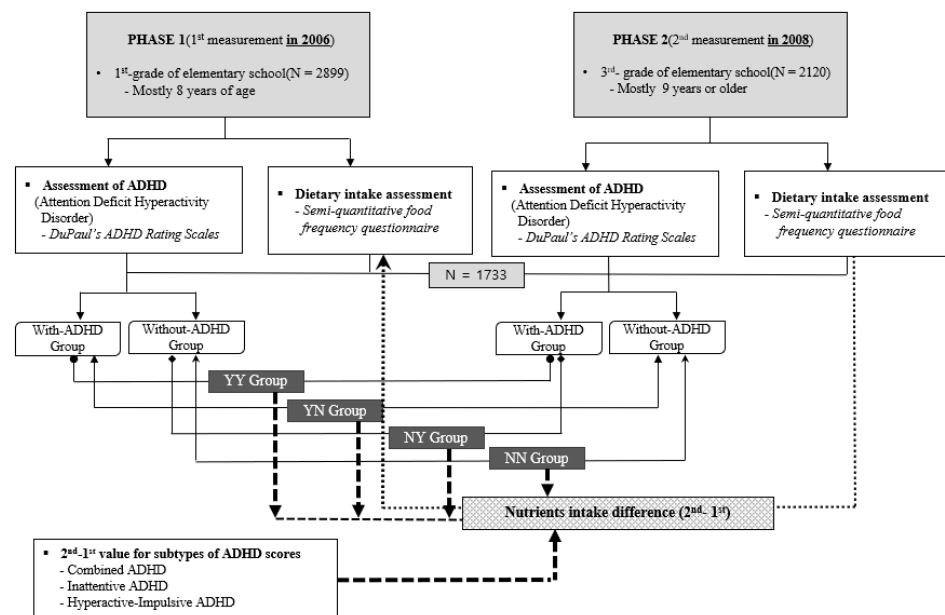 PHASE 1(1st measurement in 2006)
• 1st-grade of elementary school(N = 2899)
- Mostly 8 years of age
PHASE 2(2nd measurement in 2008)
• 3rd- grade of elementary school(N = 2120)
- Mostly 9 years or older
▪ Assessment of ADHD
(Attention Deficit Hyperactivity
Disorder)
- DuPaul's ADHD Rating Scales
▪ Dietary intake assessment
- Semi-quantitative food
frequency questionnaire
▪ Assessment of ADHD
(Attention Deficit Hyperactivity
Disorder)
- DuPaul's ADHD Rating Scales
▪ Dietary intake assessment
- Semi-quantitative food
frequency questionnaire
N = 1733
With-ADHD
Group
Without-ADHD
Group
With-ADHD
Group
Without-ADHD
Group
YY Group
YN Group
NY Group
NN Group
Nutrients intake difference (2nd- 1st)
▪ 2nd-1st value for subtypes of ADHD scores
- Combined ADHD
- Inattentive ADHD
- Hyperactive-Impulsive ADHD